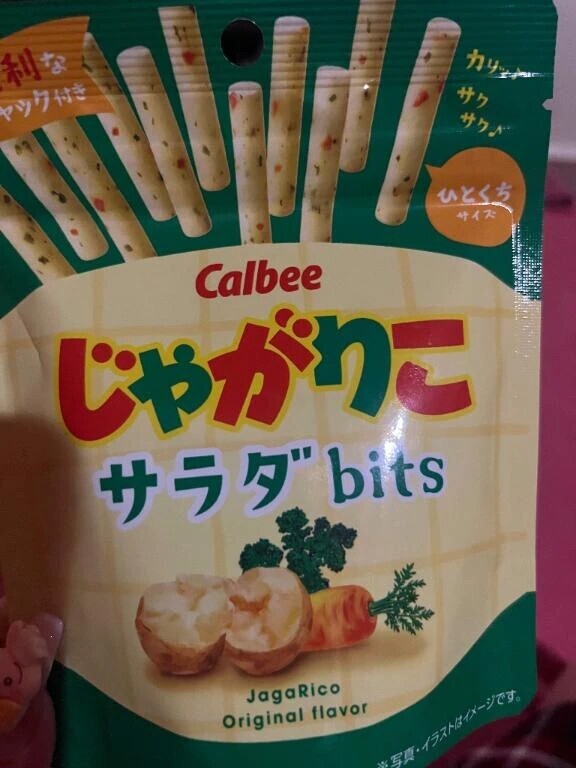 利な
ャック付き
カリッ♪
サク
サク♪
ひとくち
サイズ
Calbee
じゃがりこ
サラダbits
JagaRico
Original flavor
※写真・イラストはイメージです。